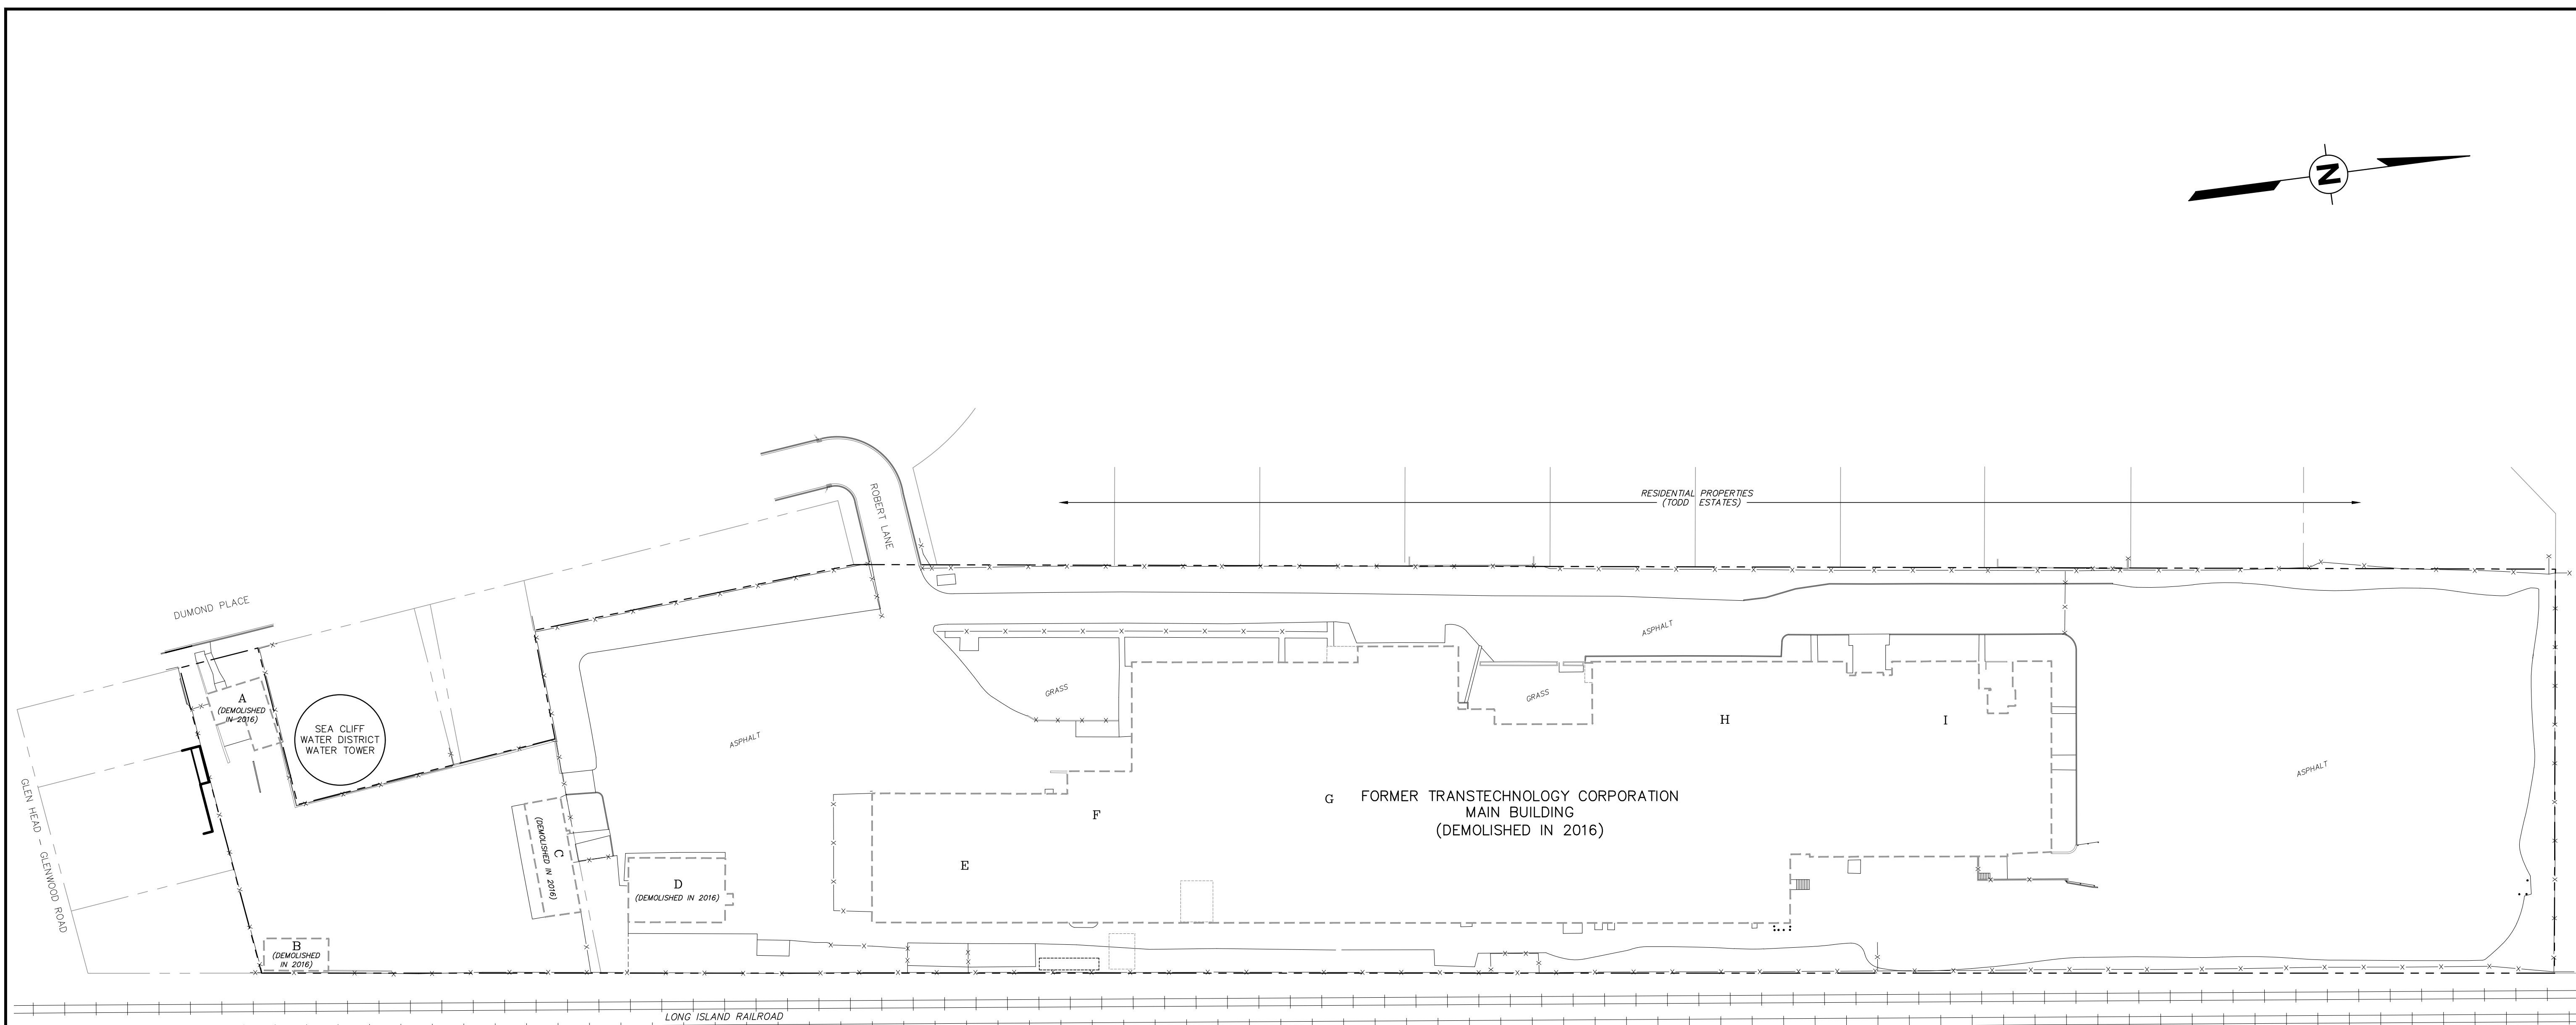 N
RESIDENTIAL PROPERTIES
(TODD ESTATES)
ROBERT LANE
DUMOND PLACE
ASPHALT
GRASS
GRASS
A
(DEMOLISHED
IN 2016)
SEA CLIFF
WATER DISTRICT
WATER TOWER
ASPHALT
H
I
ASPHALT
GLEN HEAD - GLENWOOD ROAD
G
FORMER TRANSTECHNOLOGY CORPORATION
MAIN BUILDING
(DEMOLISHED IN 2016)
F
C
(DEMOLISHED IN 2016)
E
D
(DEMOLISHED IN 2016)
B
(DEMOLISHED
IN 2016)
LONG ISLAND RAILROAD